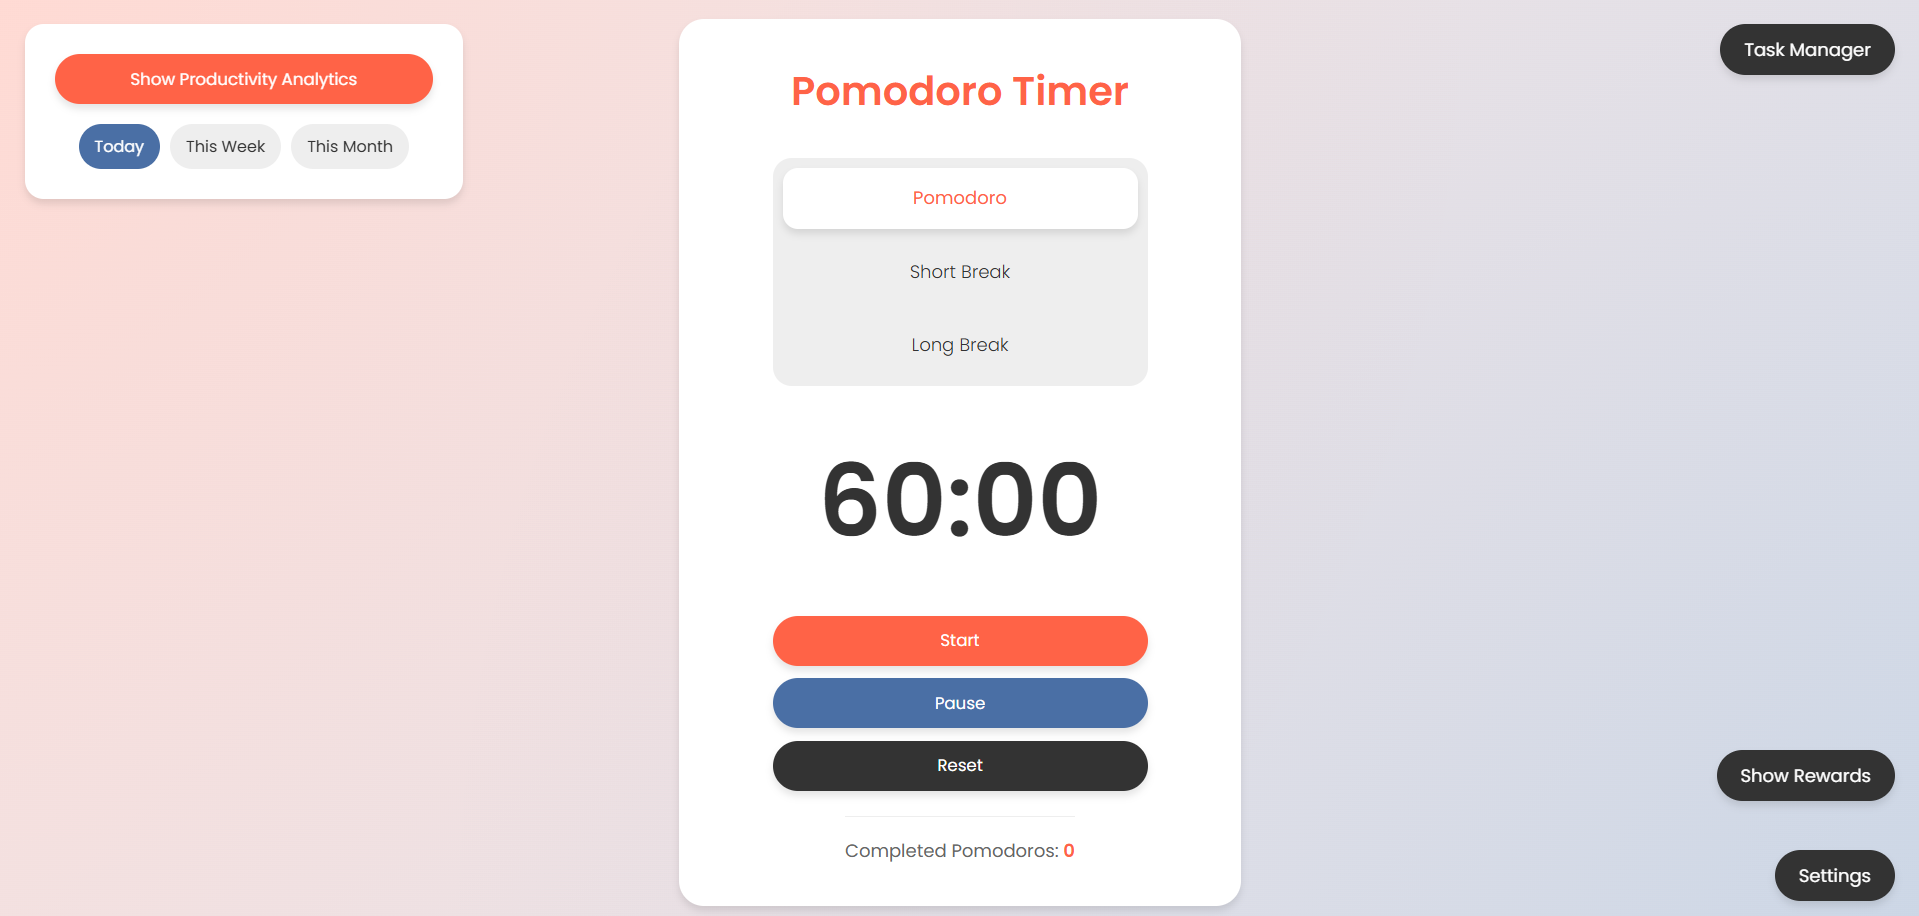 Show Productivity Analytics
Today This Week This Month
Pomodoro Timer
Pomodoro
Short Break
Long Break
60:00
Start
Pause
Reset
Completed Pomodoros: 0
Task Manager
Show Rewards
Settings